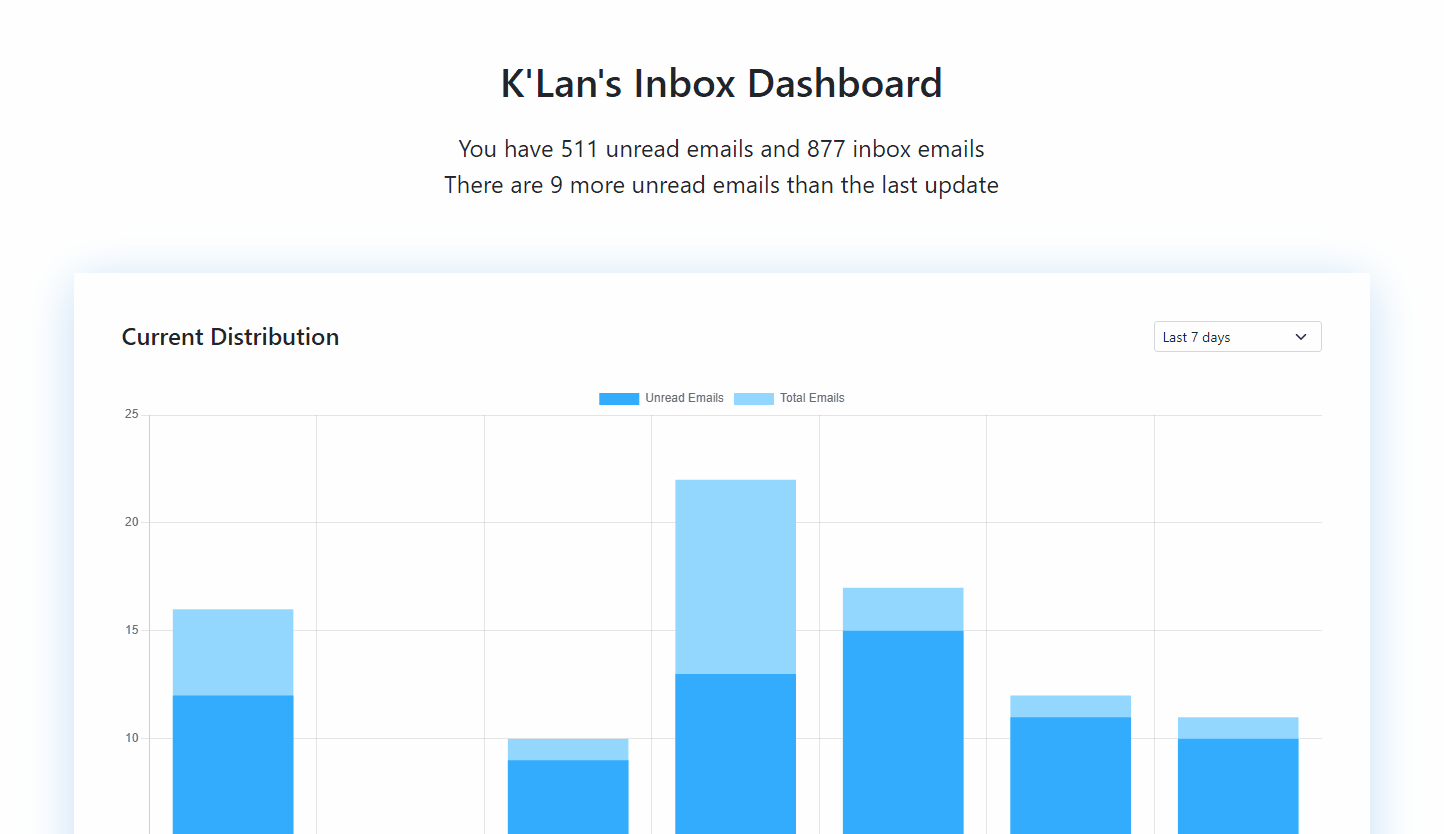 K'Lan's Inbox Dashboard
You have 511 unread emails and 877 inbox emails
There are 9 more unread emails than the last update
Current Distribution
Last 7 days
Unread Emails Total Emails
25
20
15
10